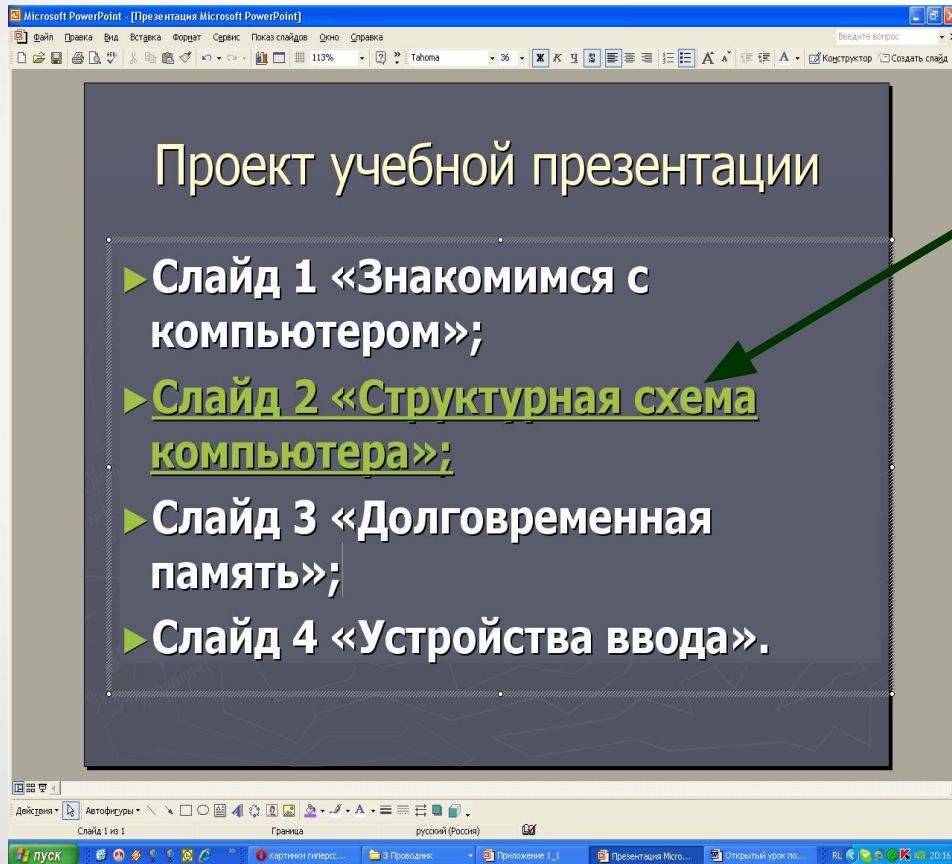 Microsoft PowerPoint - [Презентация Microsoft PowerPoint]
Файл Правка Вид Вставка Формат Сервис Показ слайдов Окно Справка
Введите вопрос
113% Tahoma 36 Ж К Ч S Конструктор Создать слайд
Проект учебной презентации
►Слайд 1 «Знакомимся с
компьютером»;
►Слайд 2 «Структурная схема
компьютера»;
►Слайд 3 «Долговременная
память»;
►Слайд 4 «Устройства ввода».
Действия Автофигуры
Слайд 1 из 1 Граница русский (Россия)
пуск картинки гиперсс... 3 Проводник Приложение 1_1 Презентация Micro... Открытый урок по... RL 20:16